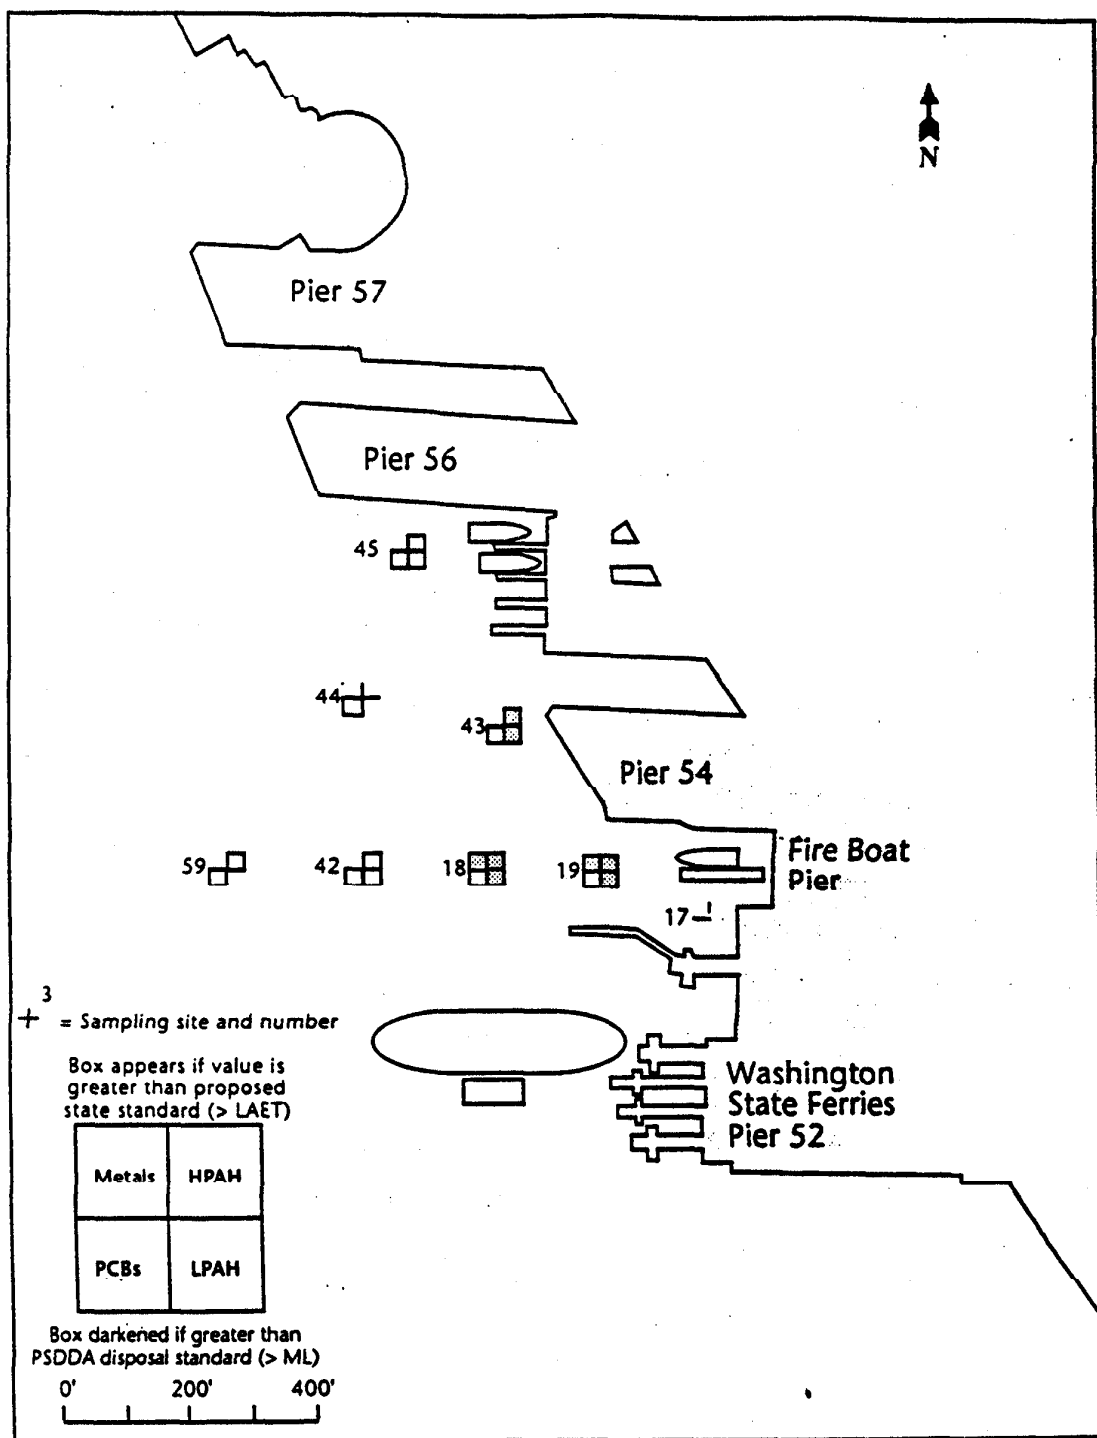 N
Pier 57
Pier 56
45
44
43
Pier 54
Fire Boat
Pier
59
42
18
19
17
3
= Sampling site and number
Box appears if value is
greater than proposed
state standard (> LAET)
Metals
HPAH
PCBs
LPAH
Box darkened if greater than
PSDDA disposal standard (> ML)
0'
200'
400'
Washington
State Ferries
Pier 52